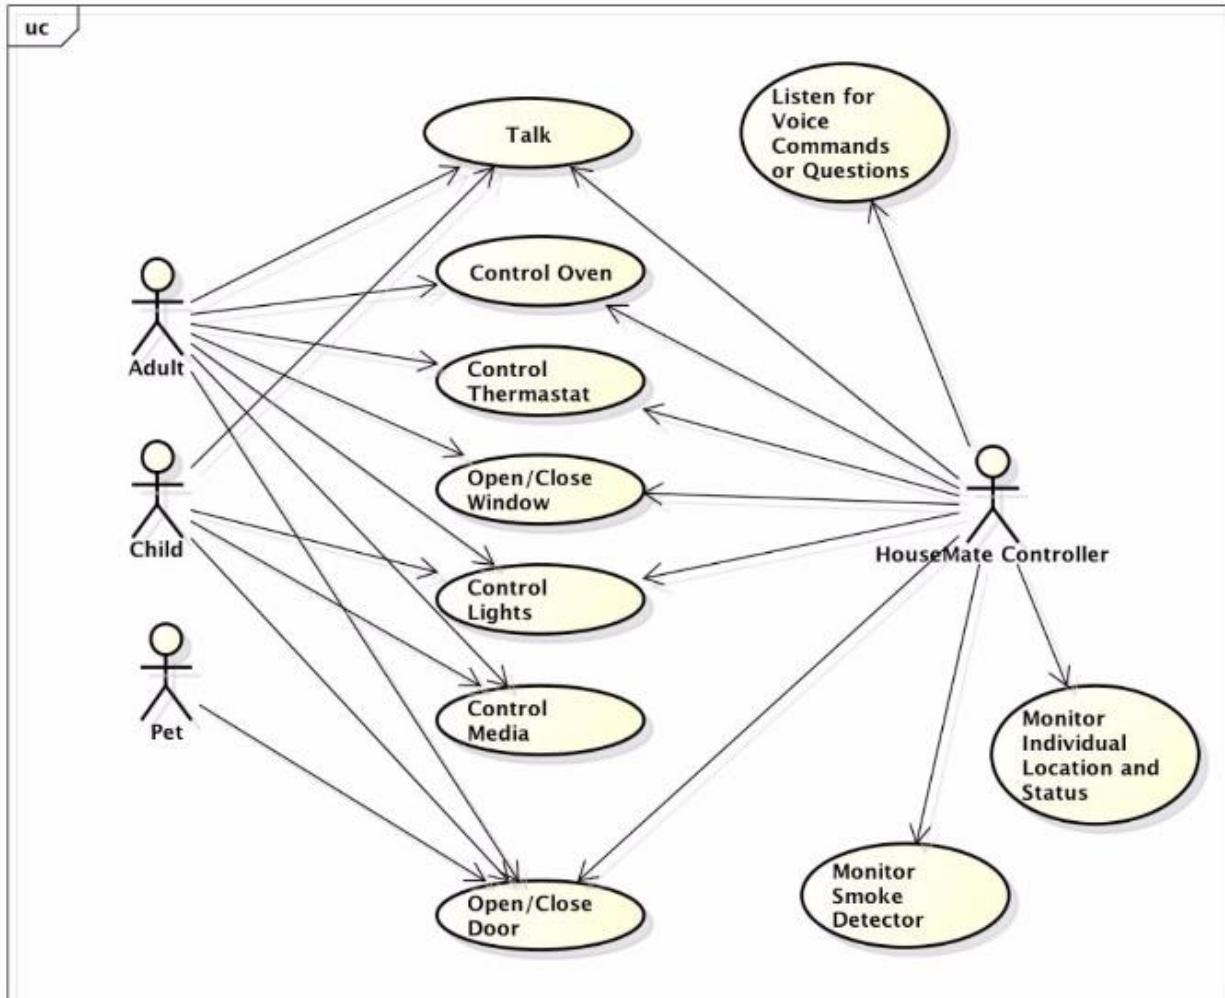 uc
Talk
Listen for
Voice
Commands
or Questions
Control Oven
Adult
Control
Thermastat
Child
Open/Close
Window
HouseMate Controller
Control
Lights
Pet
Control
Media
Monitor
Individual
Location and
Status
Open/Close
Door
Monitor
Smoke
Detector